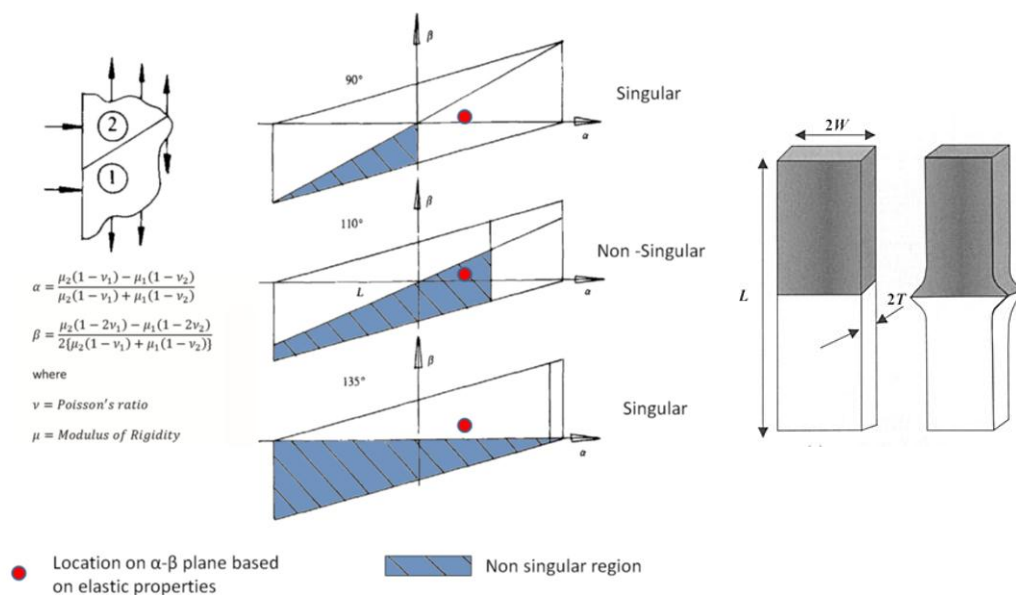 2
1
α = μ₂(1 − ν₁) − μ₁(1 − ν₂) / μ₂(1 − ν₁) + μ₁(1 − ν₂)
β = μ₂(1 − 2ν₁) − μ₁(1 − 2ν₂) / 2{μ₂(1 − ν₁) + μ₁(1 − ν₂)}
where
ν = Poisson's ratio
μ = Modulus of Rigidity
β
90°
α
Singular
β
110°
L
α
Non -Singular
β
135°
α
Singular
2W
L
2T
Location on α-β plane based
on elastic properties
Non singular region